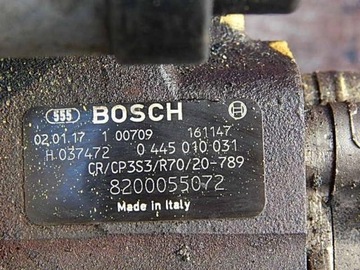 555 BOSCH
02.01.17 1 00709 161147
H 037472 0 445 010 031
CR/CP3S3/R70/20-789
8200055072
Made in Italy